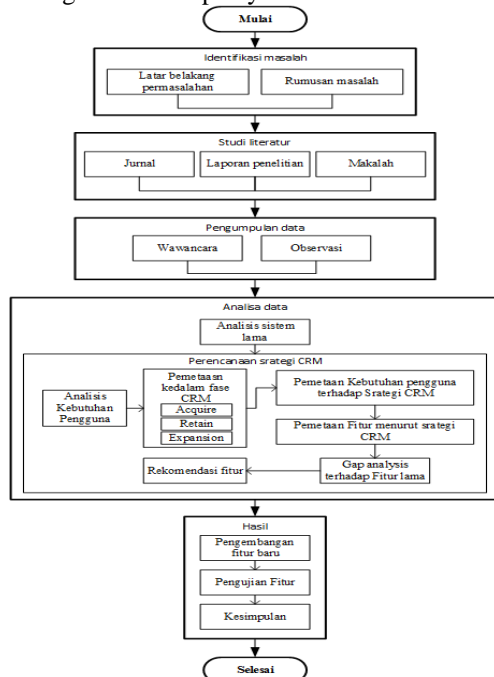 Mulai
Identifikasi masalah
Latar belakang
permasalahan
Rumusan masalah
Studi literatur
Jurnal
Laporan penelitian
Makalah
Pengumpulan data
Wawancara
Observasi
Analisa data
Analisis sistem
lama
Perencanaan srategi CRM
Analisis
Kebutuhan
Pengguna
Pemetaasn
kedalam fase
CRM
Acquire
Retain
Expansion
Pemetaan Kebutuhan pengguna
terhadap Srategi CRM
Pemetaan Fitur menurut srategi
CRM
Gap analysis
terhadap Fitur lama
Rekomendasi fitur
Hasil
Pengembangan
fitur baru
Pengujian Fitur
Kesimpulan
Selesai